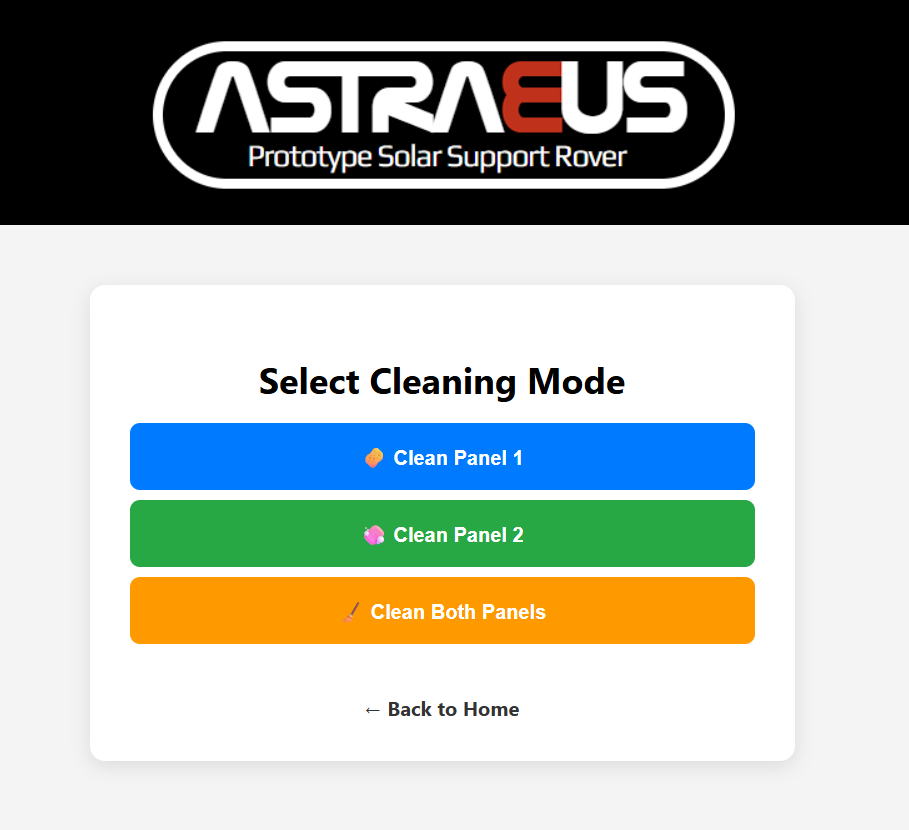 ASTRAEUS
Prototype Solar Support Rover
Select Cleaning Mode
Clean Panel 1
Clean Panel 2
Clean Both Panels
← Back to Home